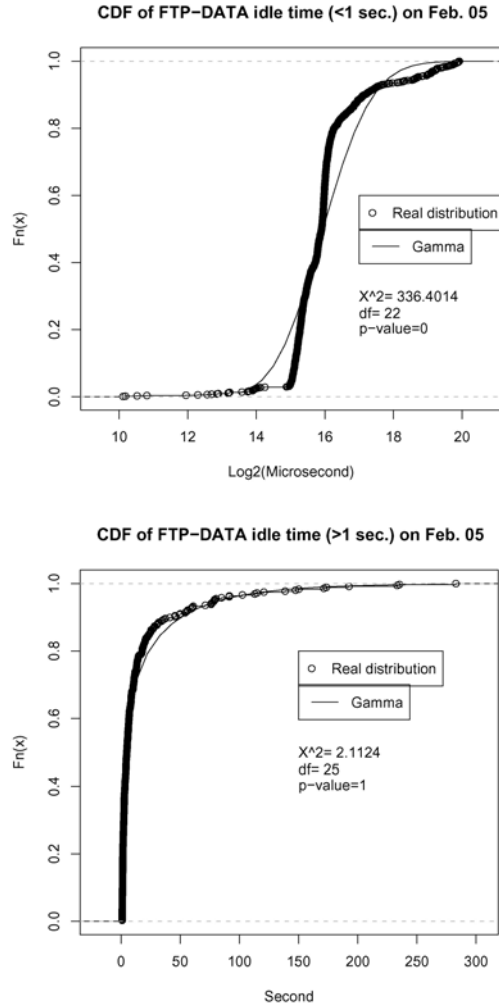 CDF of FTP−DATA idle time (<1 sec.) on Feb. 05
1.0
0.8
0.6
0.4
0.2
0.0
Fn(x)
Real distribution
Gamma
X^2= 336.4014
df= 22
p-value=0
10 12 14 16 18 20
Log2(Microsecond)
CDF of FTP−DATA idle time (>1 sec.) on Feb. 05
1.0
0.8
0.6
0.4
0.2
0.0
Fn(x)
Real distribution
Gamma
X^2= 2.1124
df= 25
p-value=1
0 50 100 150 200 250 300
Second